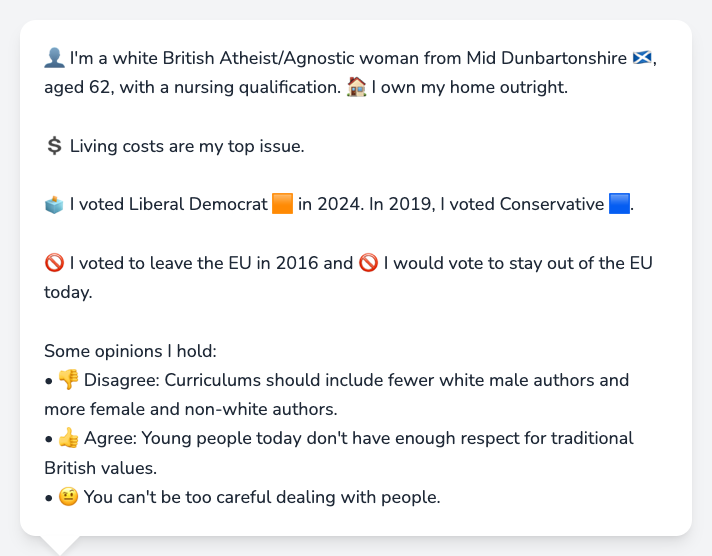 👤 I'm a white British Atheist/Agnostic woman from Mid Dunbartonshire 🏴󠁧󠁢󠁳󠁣󠁴󠁿,
aged 62, with a nursing qualification. 🏠 I own my home outright.
💲 Living costs are my top issue.
🗳️ I voted Liberal Democrat 🟧 in 2024. In 2019, I voted Conservative 🟦.
🚫 I voted to leave the EU in 2016 and 🚫 I would vote to stay out of the EU
today.
Some opinions I hold:
• 👎 Disagree: Curriculums should include fewer white male authors and
more female and non-white authors.
• 👍 Agree: Young people today don't have enough respect for traditional
British values.
• 🤨 You can't be too careful dealing with people.